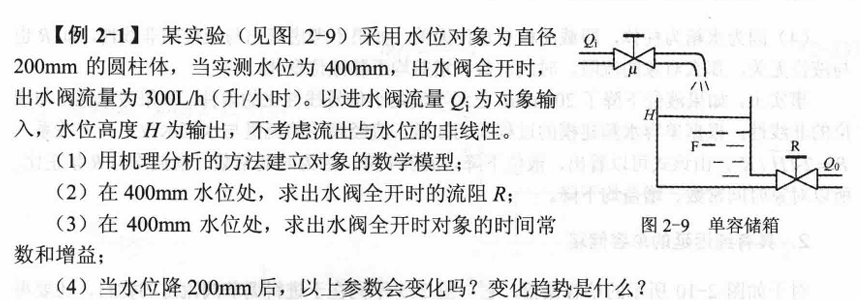 【例 2-1】 某实验（见图 2-9）采用水位对象为直径
200mm 的圆柱体，当实测水位为 400mm，出水阀全开时，
出水阀流量为 300L/h（升/小时）。以进水阀流量 Qi 为对象输
入，水位高度 H 为输出，不考虑流出与水位的非线性。
（1）用机理分析的方法建立对象的数学模型；
（2）在 400mm 水位处，求出水阀全开时的流阻 R；
（3）在 400mm 水位处，求出水阀全开时对象的时间常
数和增益；
（4）当水位降 200mm 后，以上参数会变化吗？变化趋势是什么？
Qi
H
F
R
Q0
图 2-9 单容储箱